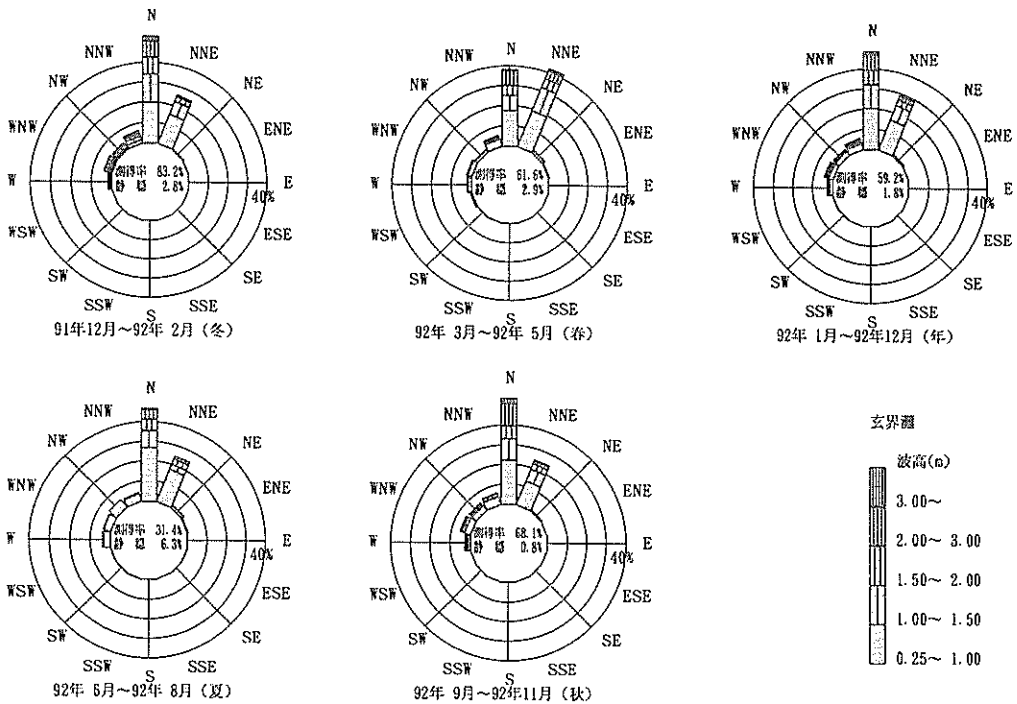 N
NNW NNE
NW NE
WNW ENE
測得率 83.2%
静 穏 2.8%
W E
40%
WSW ESE
SW SE
SSW SSE
S
91年12月～92年 2月 (冬)
N
NNW NNE
NW NE
WNW ENE
測得率 61.6%
静 穏 2.9%
W E
40%
WSW ESE
SW SE
SSW SSE
S
92年 3月～92年 5月 (春)
N
NNW NNE
NW NE
WNW ENE
測得率 59.2%
静 穏 1.8%
W E
40%
WSW ESE
SW SE
SSW SSE
S
92年 1月～92年12月 (年)
N
NNW NNE
NW NE
WNW ENE
測得率 31.4%
静 穏 6.3%
W E
40%
WSW ESE
SW SE
SSW SSE
S
92年 6月～92年 8月 (夏)
N
NNW NNE
NW NE
WNW ENE
測得率 68.1%
静 穏 0.8%
W E
40%
WSW ESE
SW SE
SSW SSE
S
92年 9月～92年11月 (秋)
玄界灘
波高(m)
3.00～
2.00～ 3.00
1.50～ 2.00
1.00～ 1.50
0.25～ 1.00